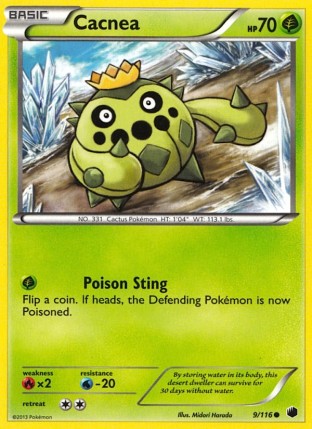 BASIC Cacnea HP70
NO. 331 Cactus Pokémon. HT: 1'04" WT: 113.1 lbs.
Poison Sting
Flip a coin. If heads, the Defending Pokémon is now
Poisoned.
weakness resistance
×2 -20
retreat
By storing water in its body, this
desert dweller can survive for
30 days without water.
©2013 Pokémon Illus. Midori Harada 9/116